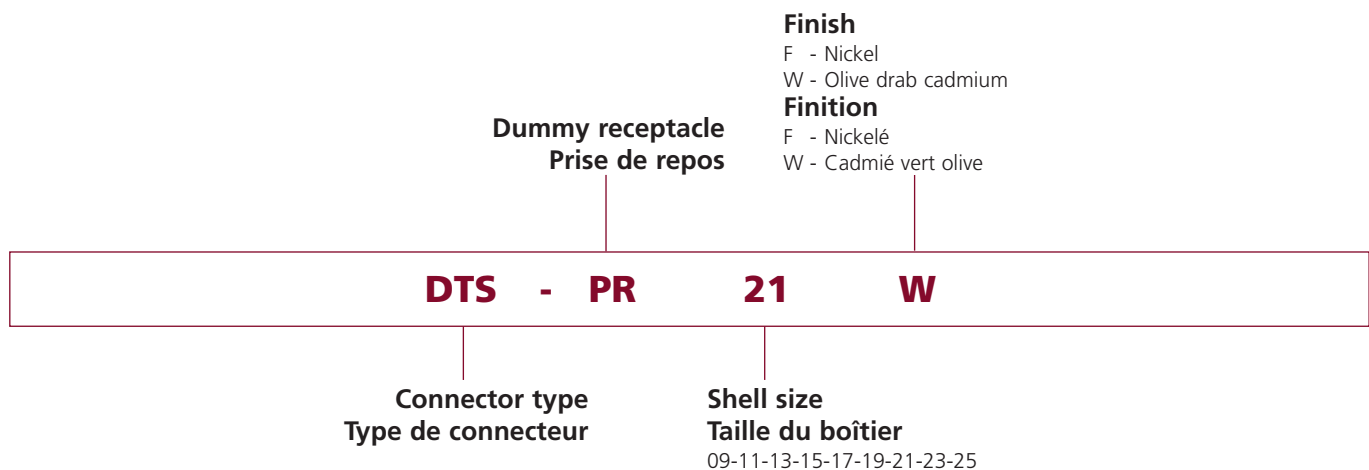 Finish
F - Nickel
W - Olive drab cadmium
Finition
F - Nickelé
W - Cadmié vert olive
Dummy receptacle
Prise de repos
DTS - PR 21 W
Connector type
Type de connecteur
Shell size
Taille du boîtier
09-11-13-15-17-19-21-23-25